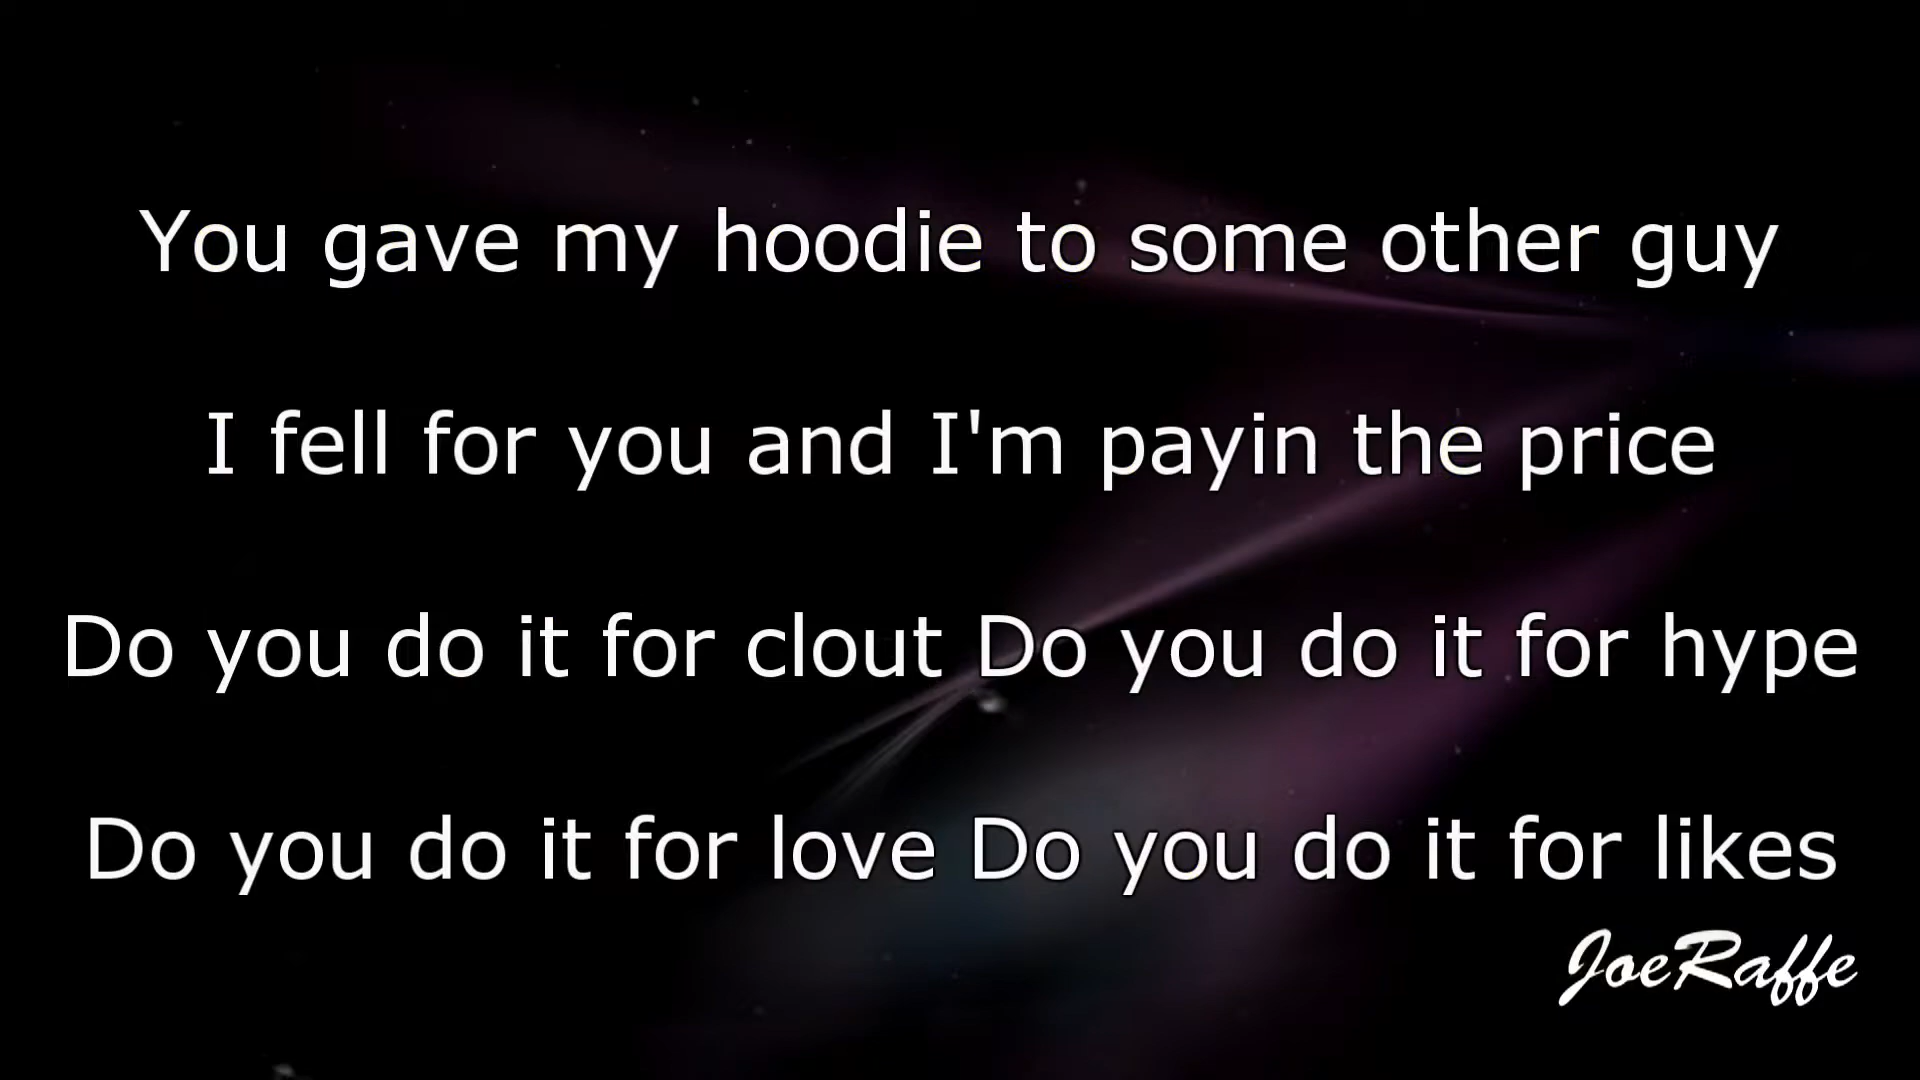 You gave my hoodie to some other guy
I fell for you and I'm payin the price
Do you do it for clout Do you do it for hype
Do you do it for love Do you do it for likes
JoeRaffe